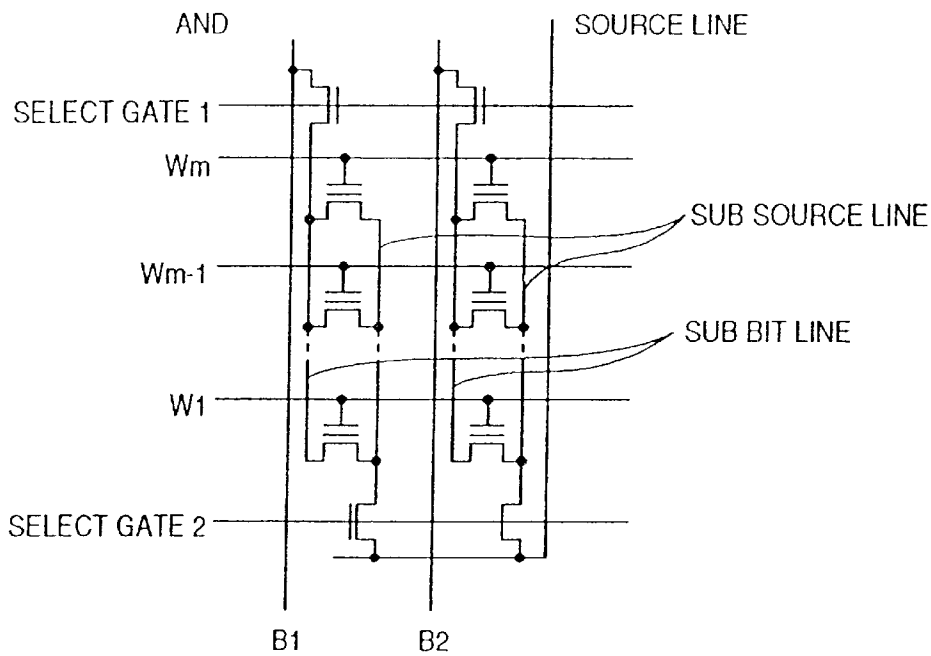 AND
SOURCE LINE
SELECT GATE 1
Wm
SUB SOURCE LINE
Wm-1
SUB BIT LINE
W1
SELECT GATE 2
B1
B2